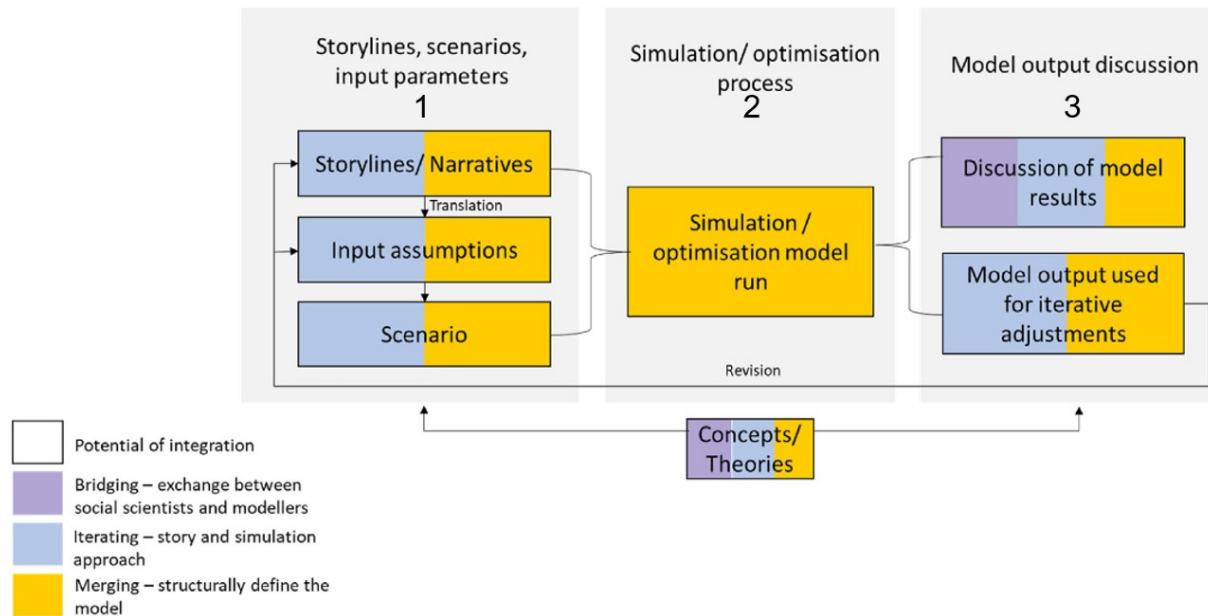 Storylines, scenarios,
input parameters
1
Storylines/ Narratives
Translation
Input assumptions
Scenario
Simulation/ optimisation
process
2
Simulation /
optimisation model
run
Model output discussion
3
Discussion of model
results
Model output used
for iterative
adjustments
Revision
Concepts/
Theories
Potential of integration
Bridging – exchange between
social scientists and modellers
Iterating – story and simulation
approach
Merging – structurally define the
model